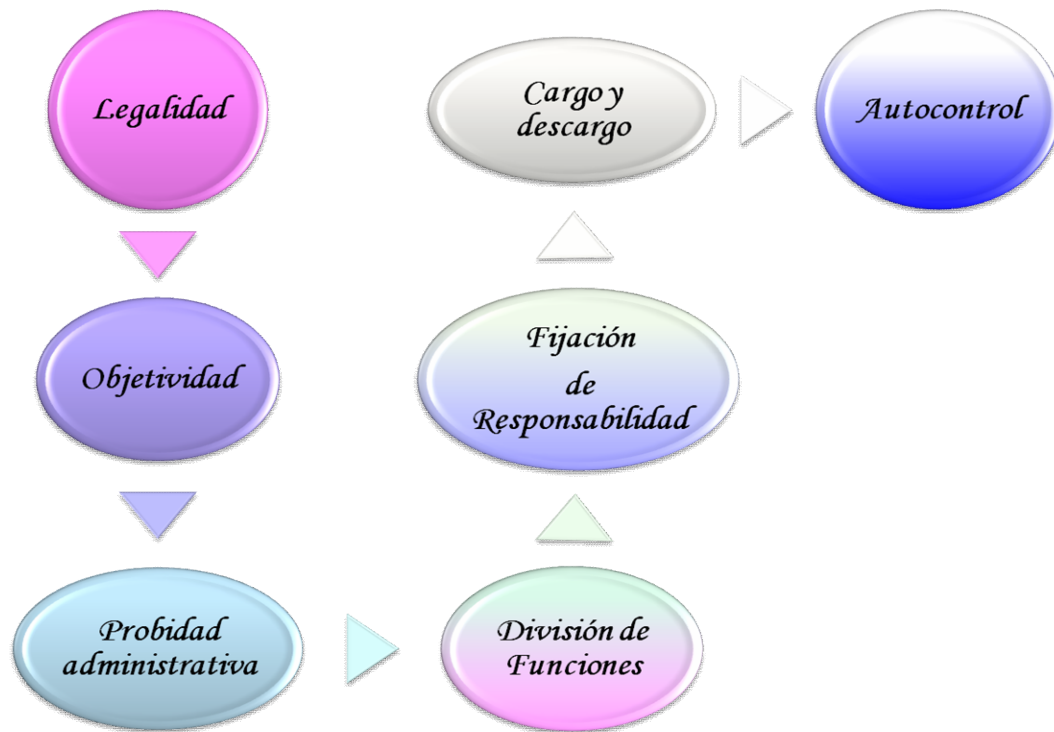 Legalidad
Objetividad
Probidad
administrativa
División de
Funciones
Fijación
de
Responsabilidad
Cargo y
descargo
Autocontrol